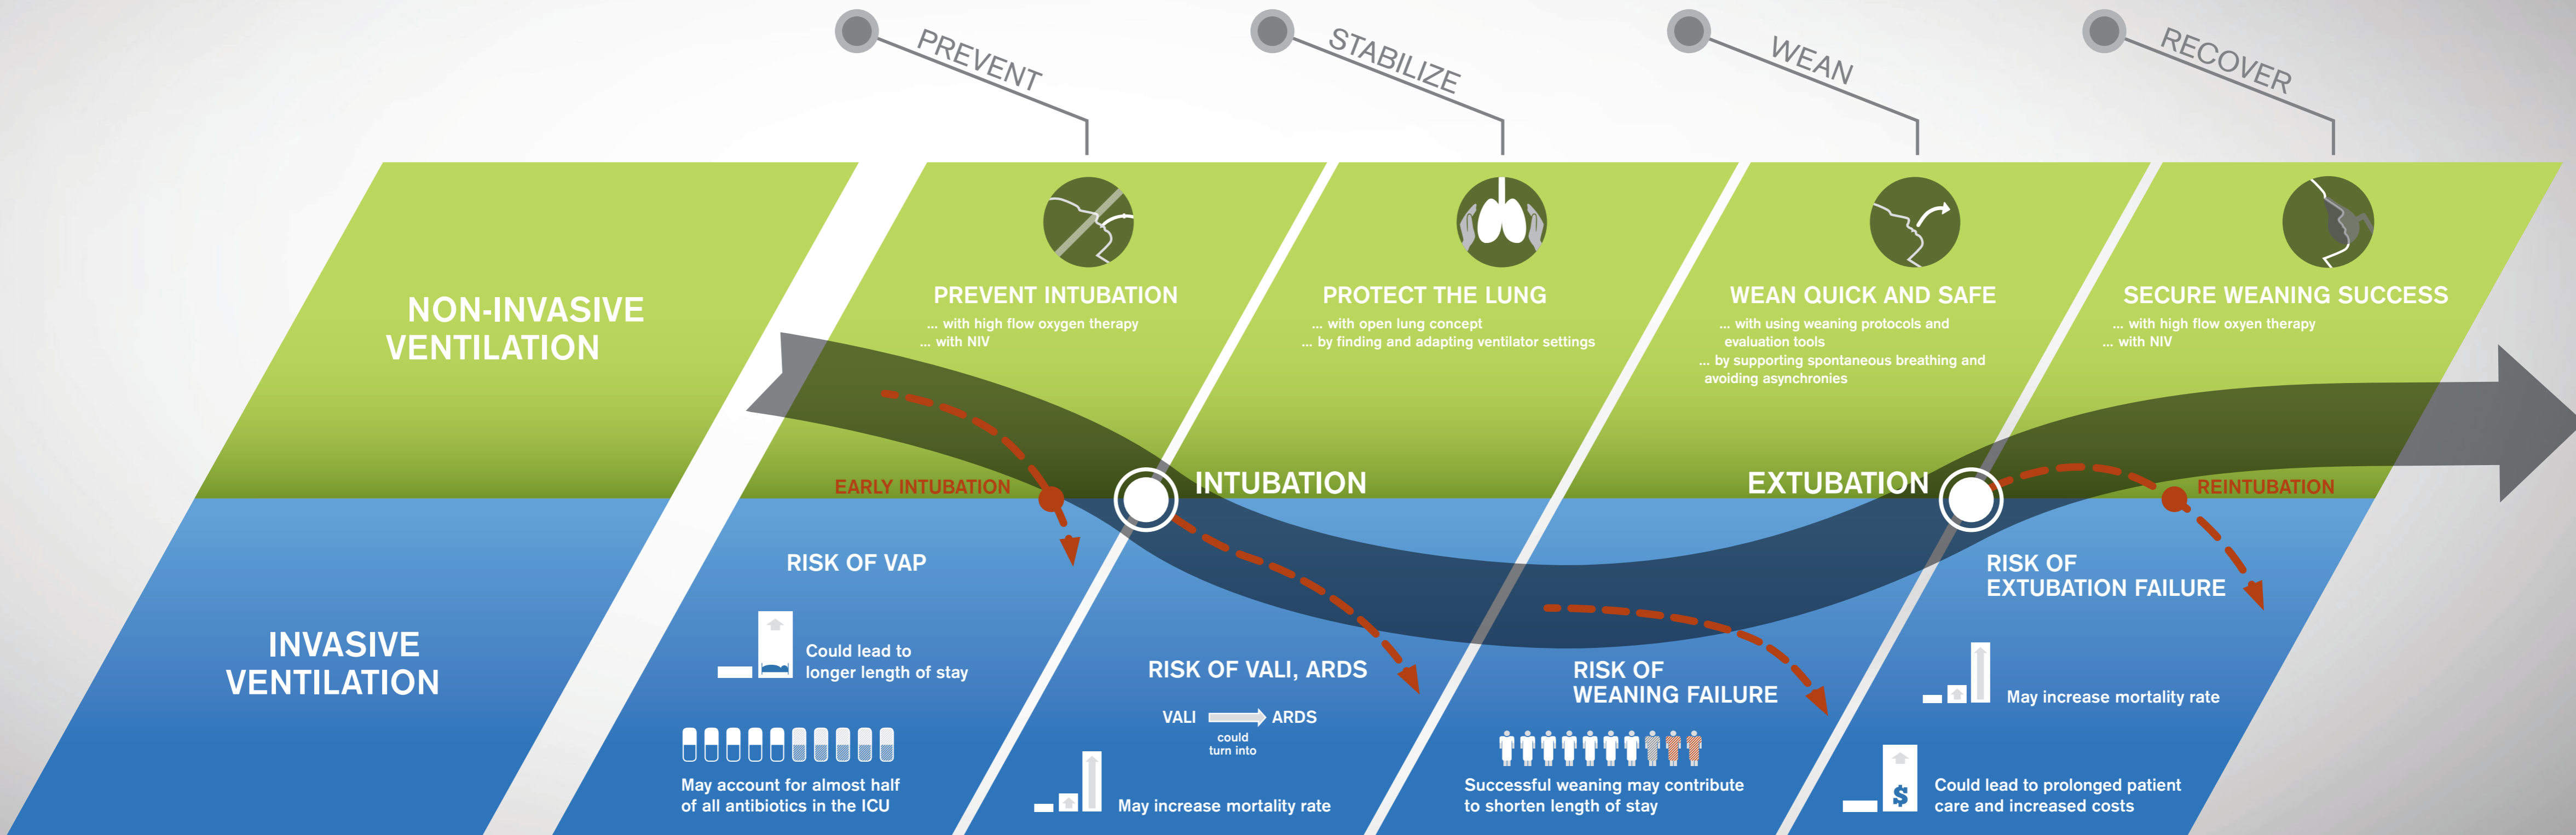 PREVENT
STABILIZE
WEAN
RECOVER
NON-INVASIVE
VENTILATION
PREVENT INTUBATION
... with high flow oxygen therapy
... with NIV
PROTECT THE LUNG
... with open lung concept
... by finding and adapting ventilator settings
WEAN QUICK AND SAFE
... with using weaning protocols and
evaluation tools
... by supporting spontaneous breathing and
avoiding asynchronies
SECURE WEANING SUCCESS
... with high flow oxyen therapy
... with NIV
EARLY INTUBATION
INTUBATION
EXTUBATION
REINTUBATION
INVASIVE
VENTILATION
RISK OF VAP
Could lead to
longer length of stay
May account for almost half
of all antibiotics in the ICU
RISK OF VALI, ARDS
VALI
ARDS
could
turn into
May increase mortality rate
RISK OF
WEANING FAILURE
Successful weaning may contribute
to shorten length of stay
RISK OF
EXTUBATION FAILURE
May increase mortality rate
$
Could lead to prolonged patient
care and increased costs